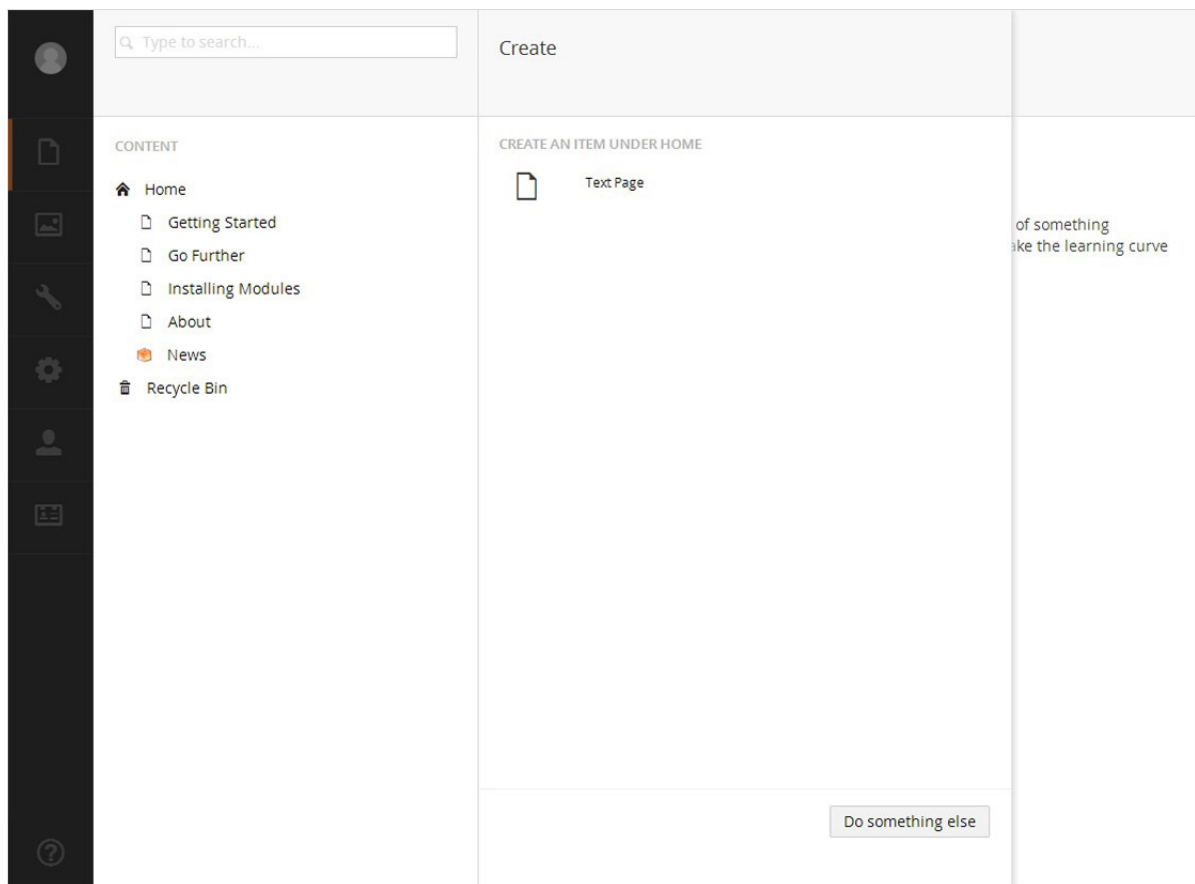 Type to search...
Create
CONTENT
Home
Getting Started
Go Further
Installing Modules
About
News
Recycle Bin
CREATE AN ITEM UNDER HOME
Text Page
of something
ke the learning curve
Do something else